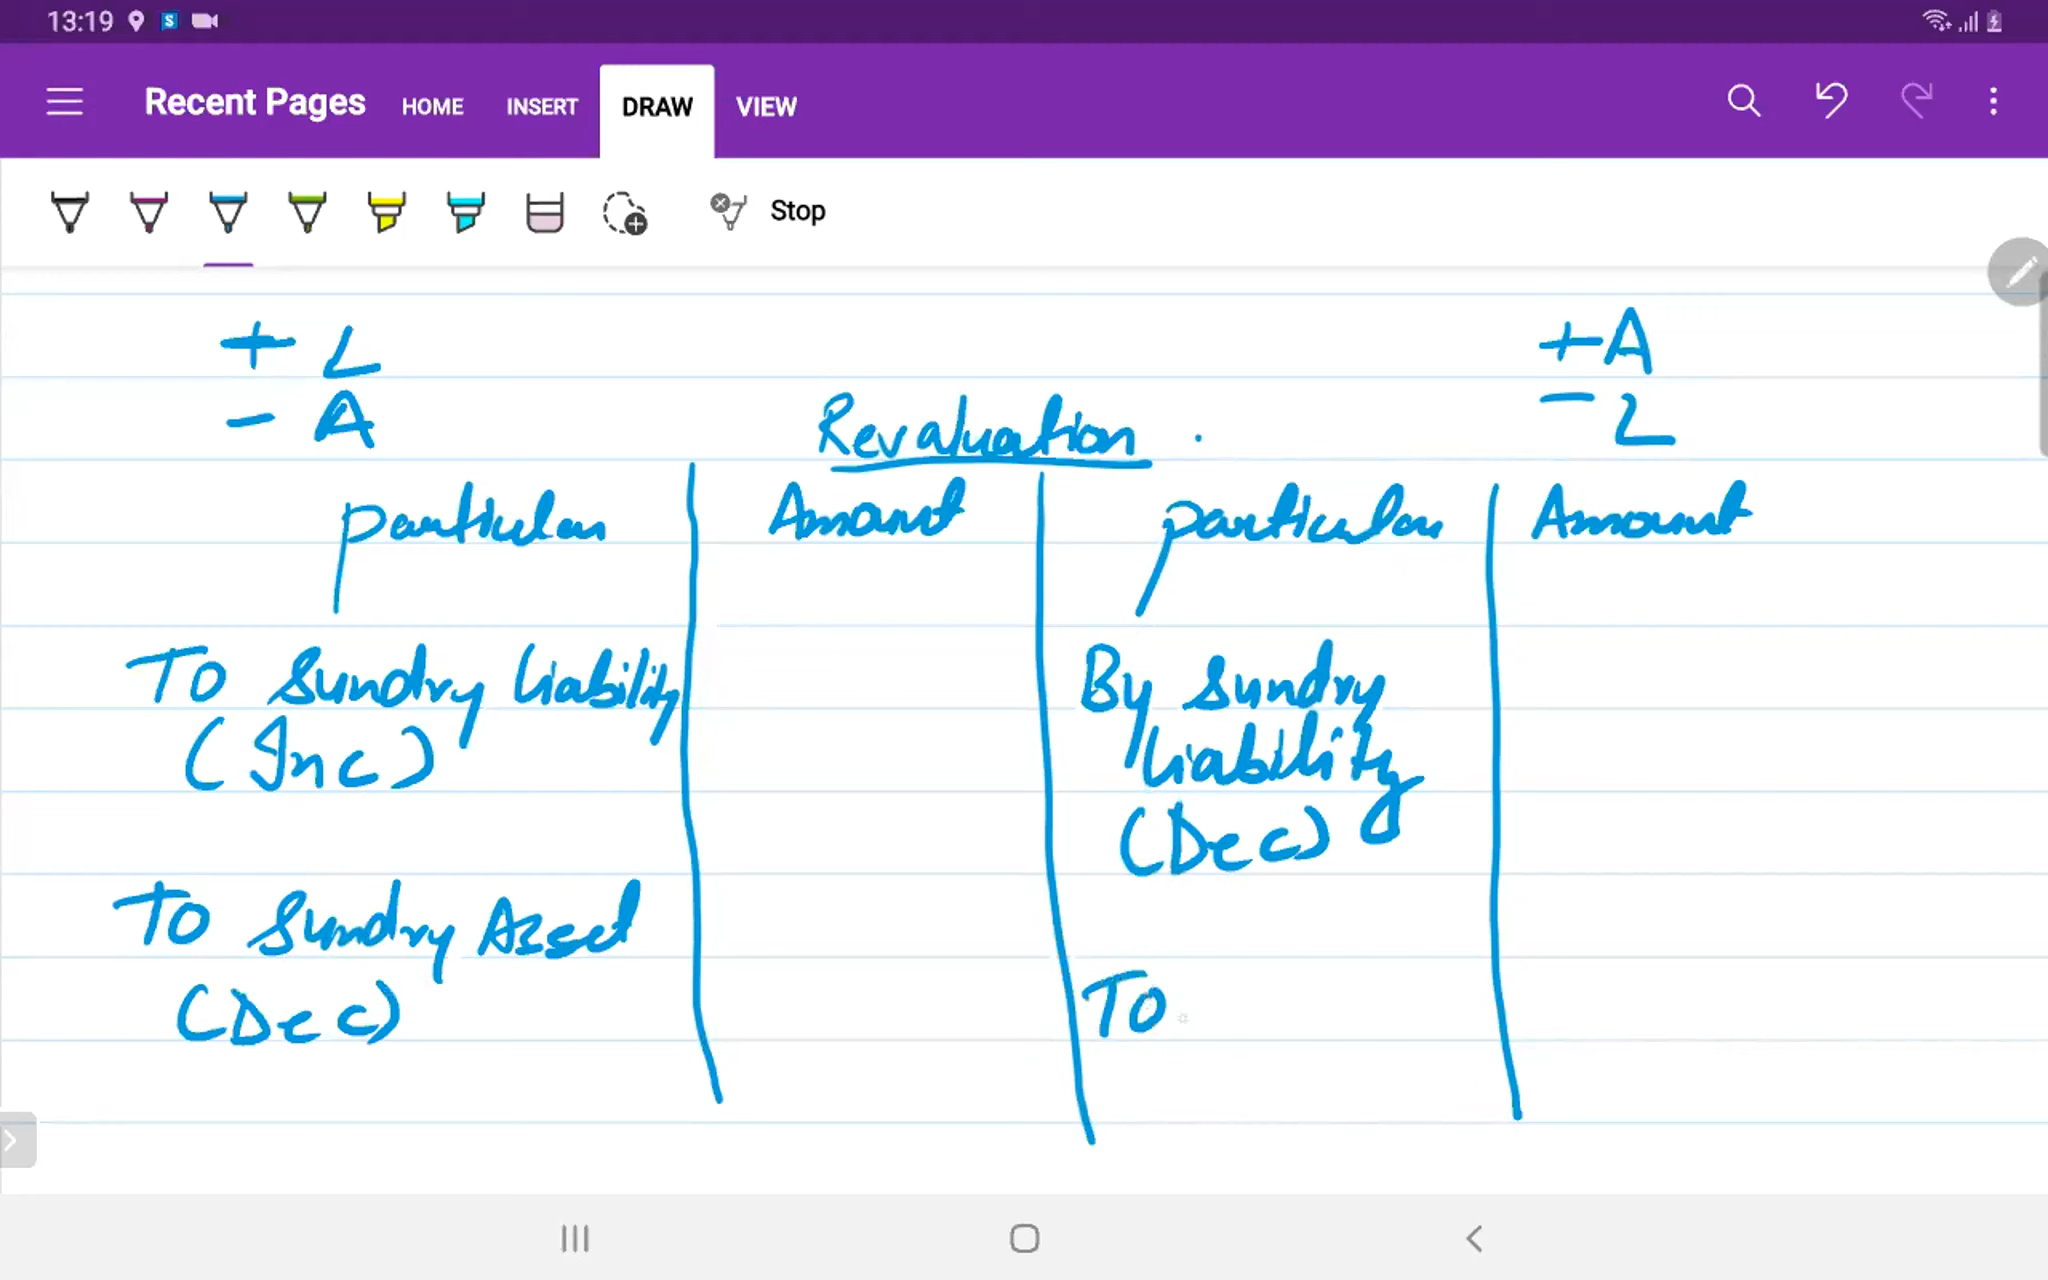 13:19
Recent Pages HOME INSERT DRAW VIEW
Stop
+ L
- A
+A
- L
Revaluation
particular Amount particular Amount
To Sundry liability
(Inc)
By Sundry
liability
(Dec)
To Sundry Asset
(Dec)
To